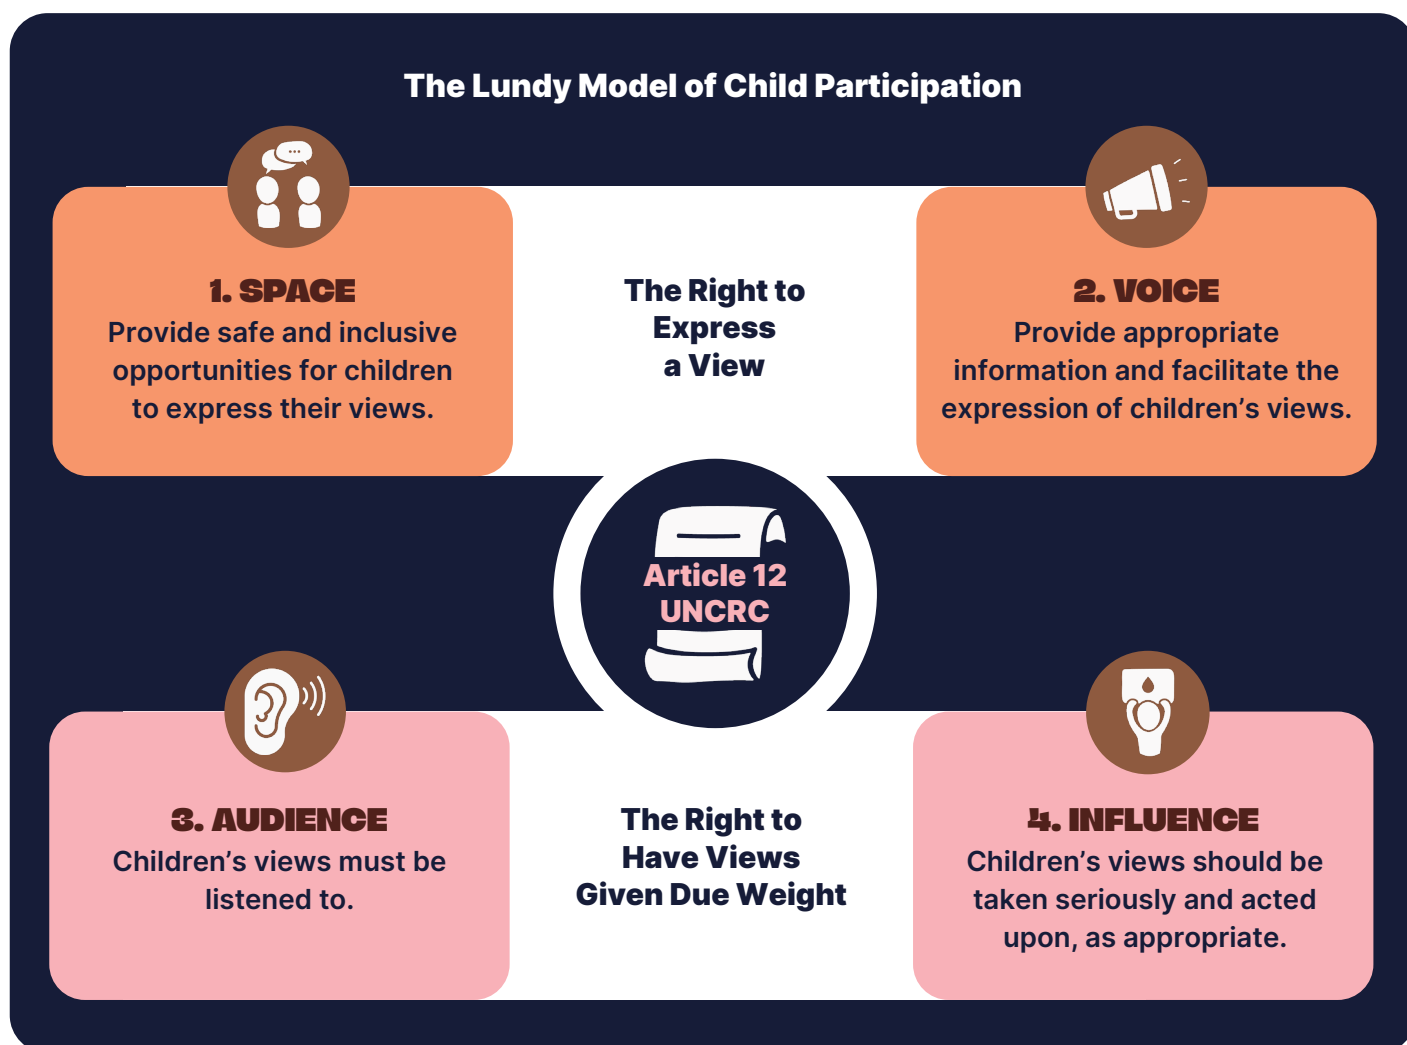 The Lundy Model of Child Participation
1. SPACE
Provide safe and inclusive
opportunities for children
to express their views.
The Right to
Express
a View
2. VOICE
Provide appropriate
information and facilitate the
expression of children’s views.
Article 12
UNCRC
3. AUDIENCE
Children’s views must be
listened to.
The Right to
Have Views
Given Due Weight
4. INFLUENCE
Children’s views should be
taken seriously and acted
upon, as appropriate.